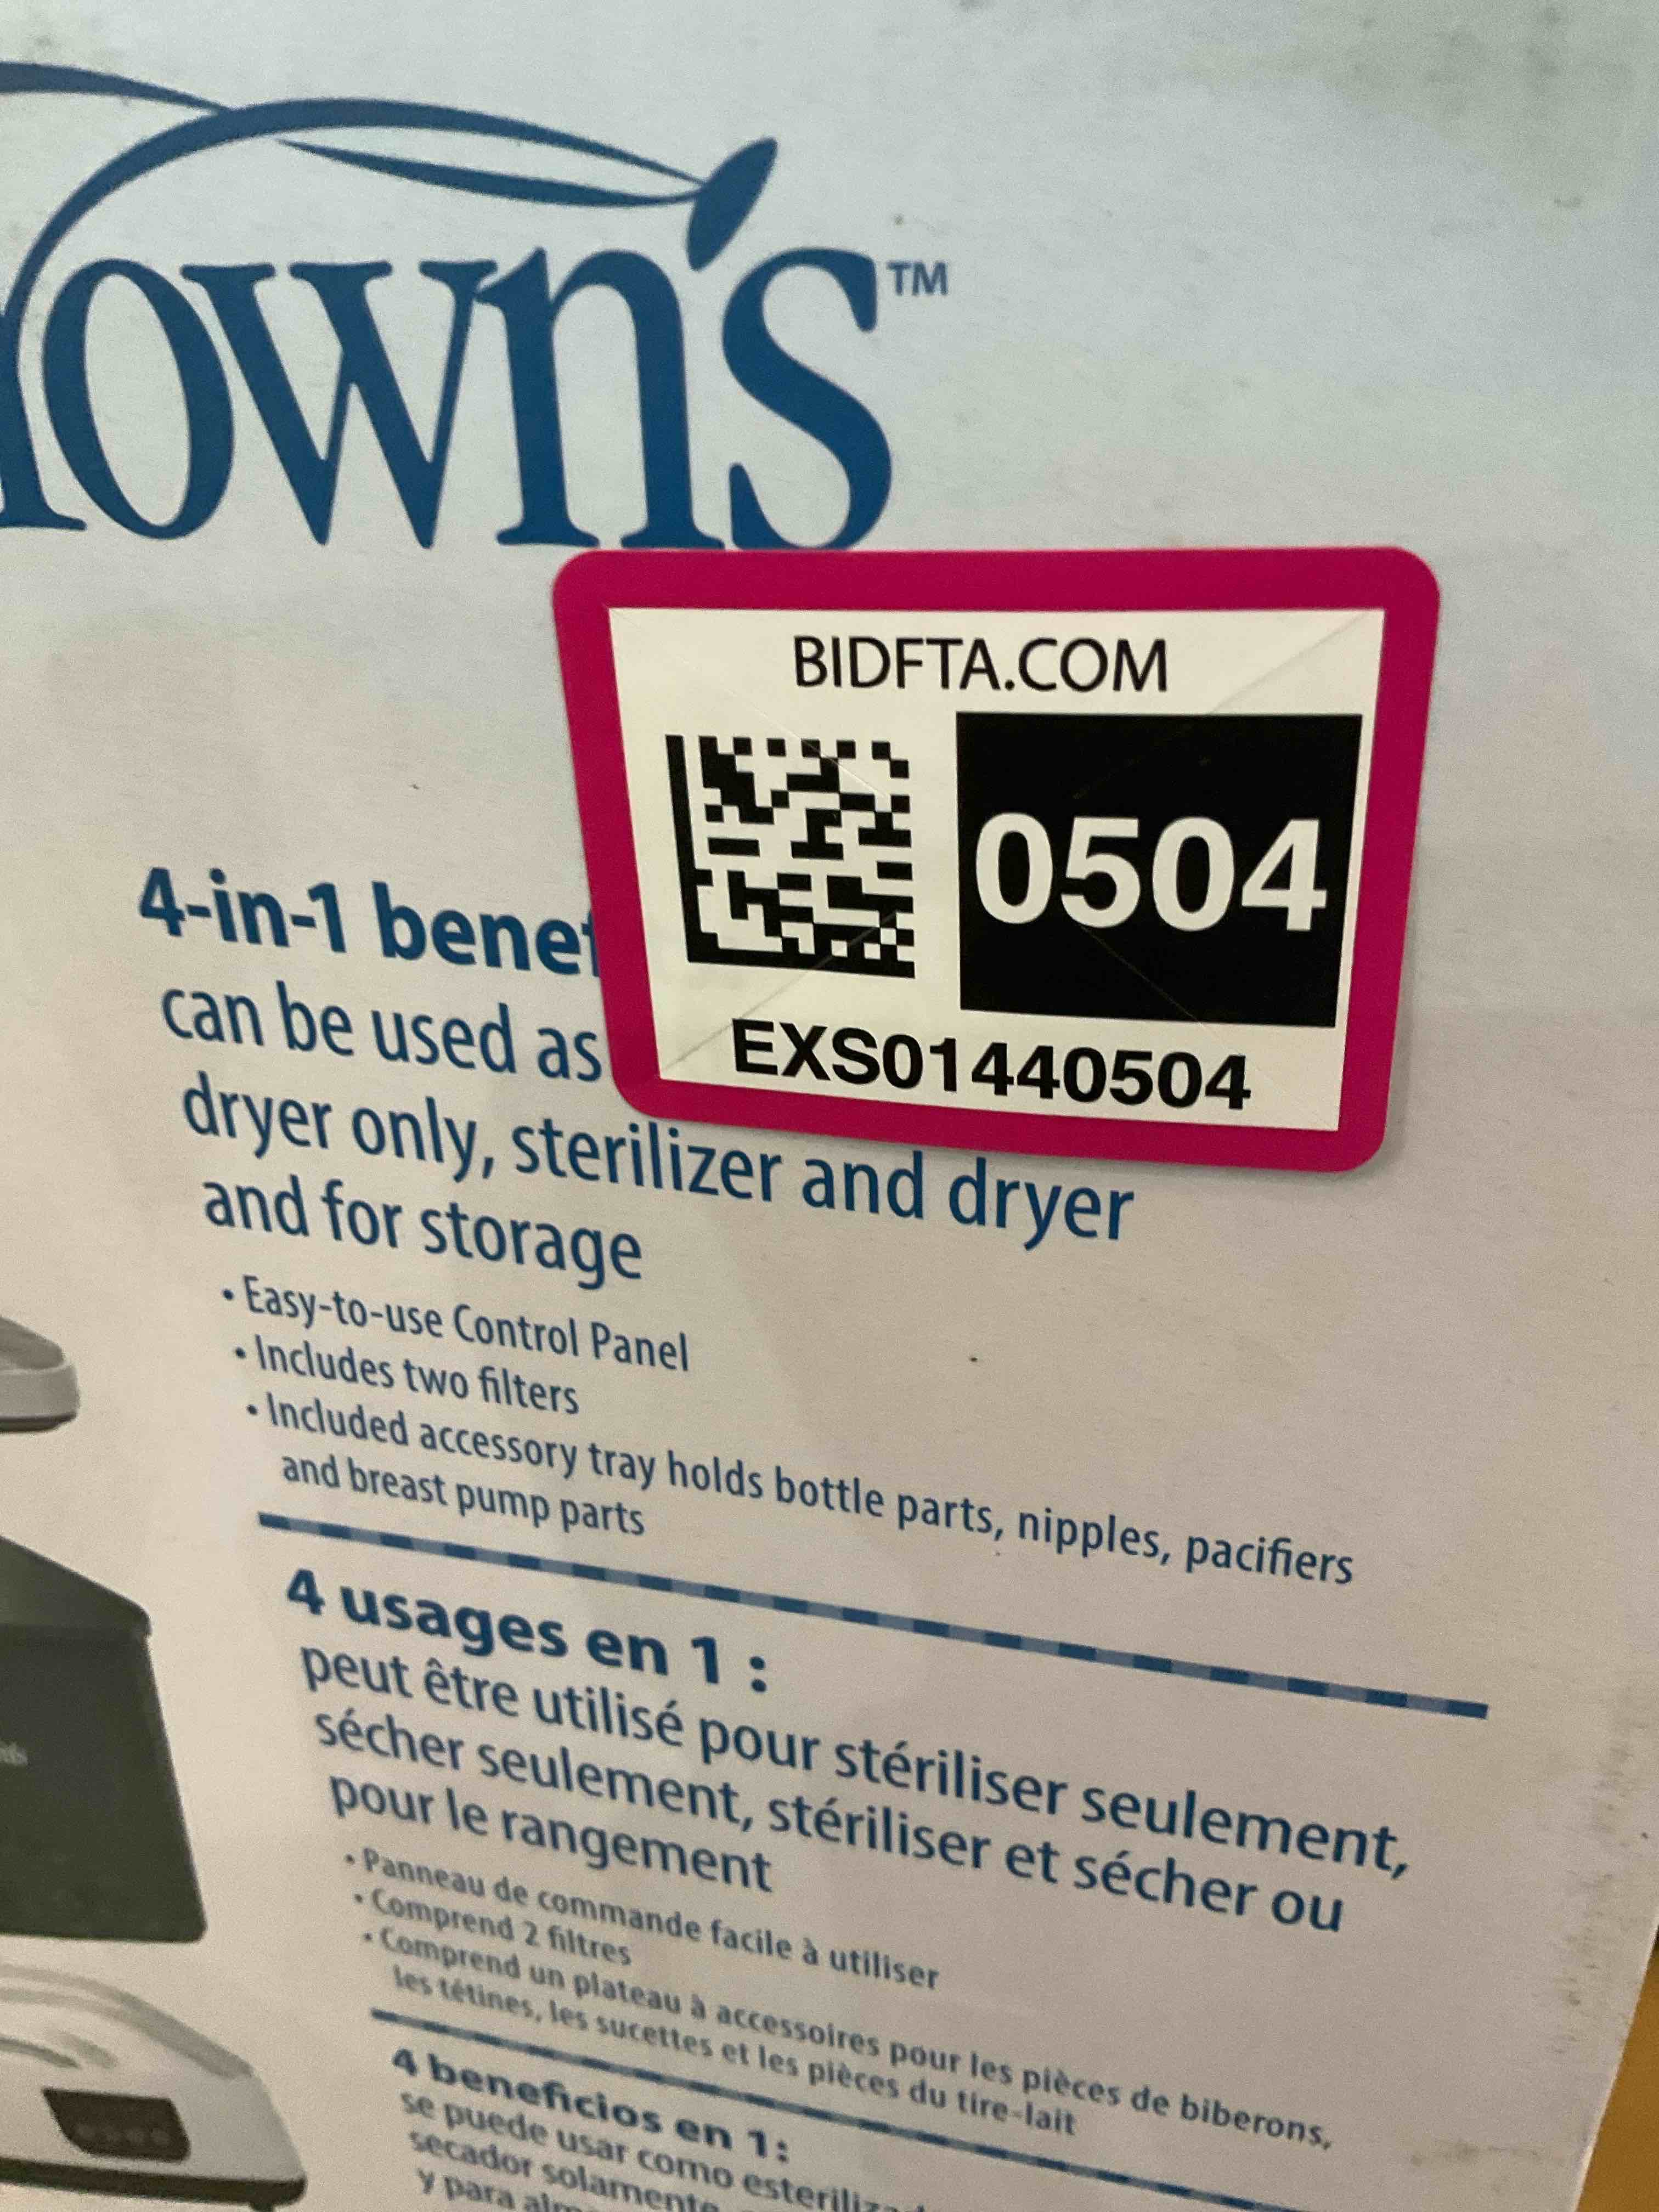 rown's™
BIDFTA.COM
0504
EXS01440504
4-in-1
can be used as
dryer only, sterilizer and dryer
and for storage
• Easy-to-use Control Panel
• Includes two filters
• Included accessory tray holds bottle parts, nipples, pacifiers
and breast pump parts
4 usages en 1 :
peut être utilisé pour stériliser seulement,
sécher seulement, stériliser et sécher ou
pour le rangement
• Panneau de commande facile à utiliser
• Comprend 2 filtres
• Comprend un plateau à accessoires pour les pièces de biberons,
les tétines, les sucettes et les pièces du tire-lait
4 beneficios en 1:
se puede usar como
secador solamente
y para